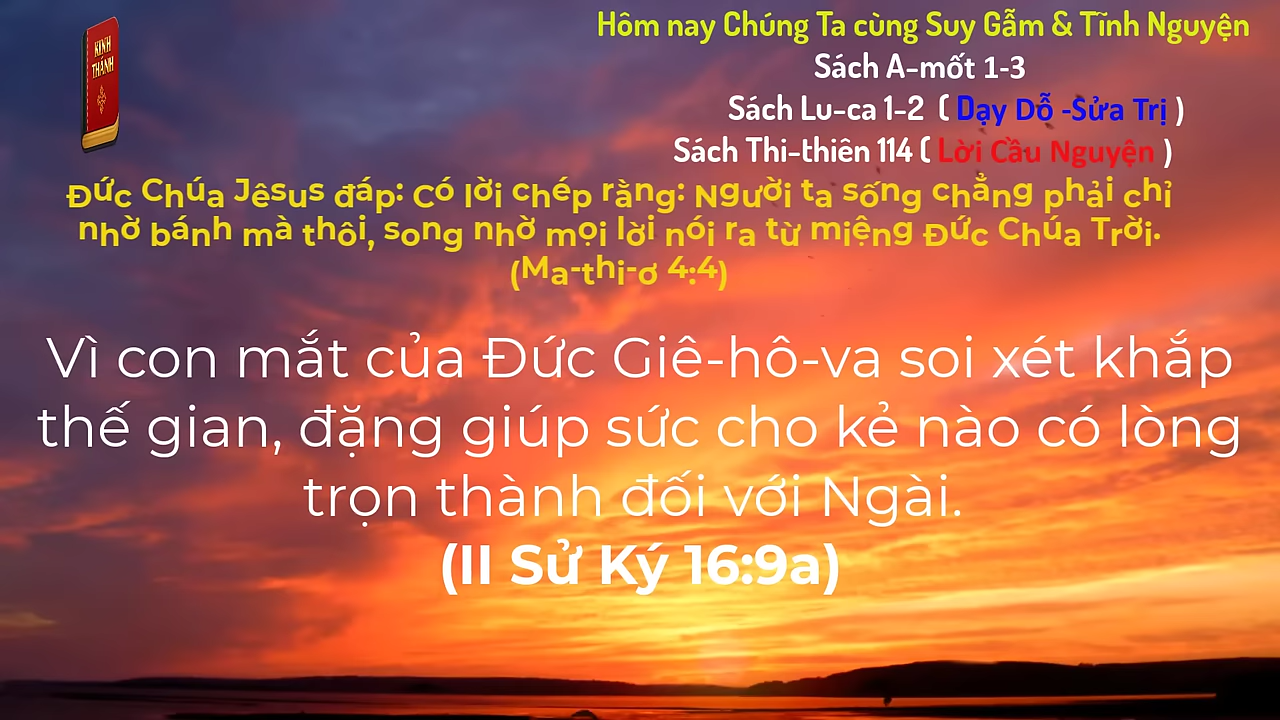 KINH
THÁNH
Hôm nay Chúng Ta cùng Suy Gẫm & Tĩnh Nguyện
Sách A-mốt 1-3
Sách Lu-ca 1-2 ( Dạy Dỗ -Sửa Trị )
Sách Thi-thiên 114 ( Lời Cầu Nguyện )
Đức Chúa Jêsus đáp: Có lời chép rằng: Người ta sống chẳng phải chỉ
nhờ bánh mà thôi, song nhờ mọi lời nói ra từ miệng Đức Chúa Trời.
(Ma-thi-ơ 4:4)
Vì con mắt của Đức Giê-hô-va soi xét khắp
thế gian, đặng giúp sức cho kẻ nào có lòng
trọn thành đối với Ngài.
(II Sử Ký 16:9a)